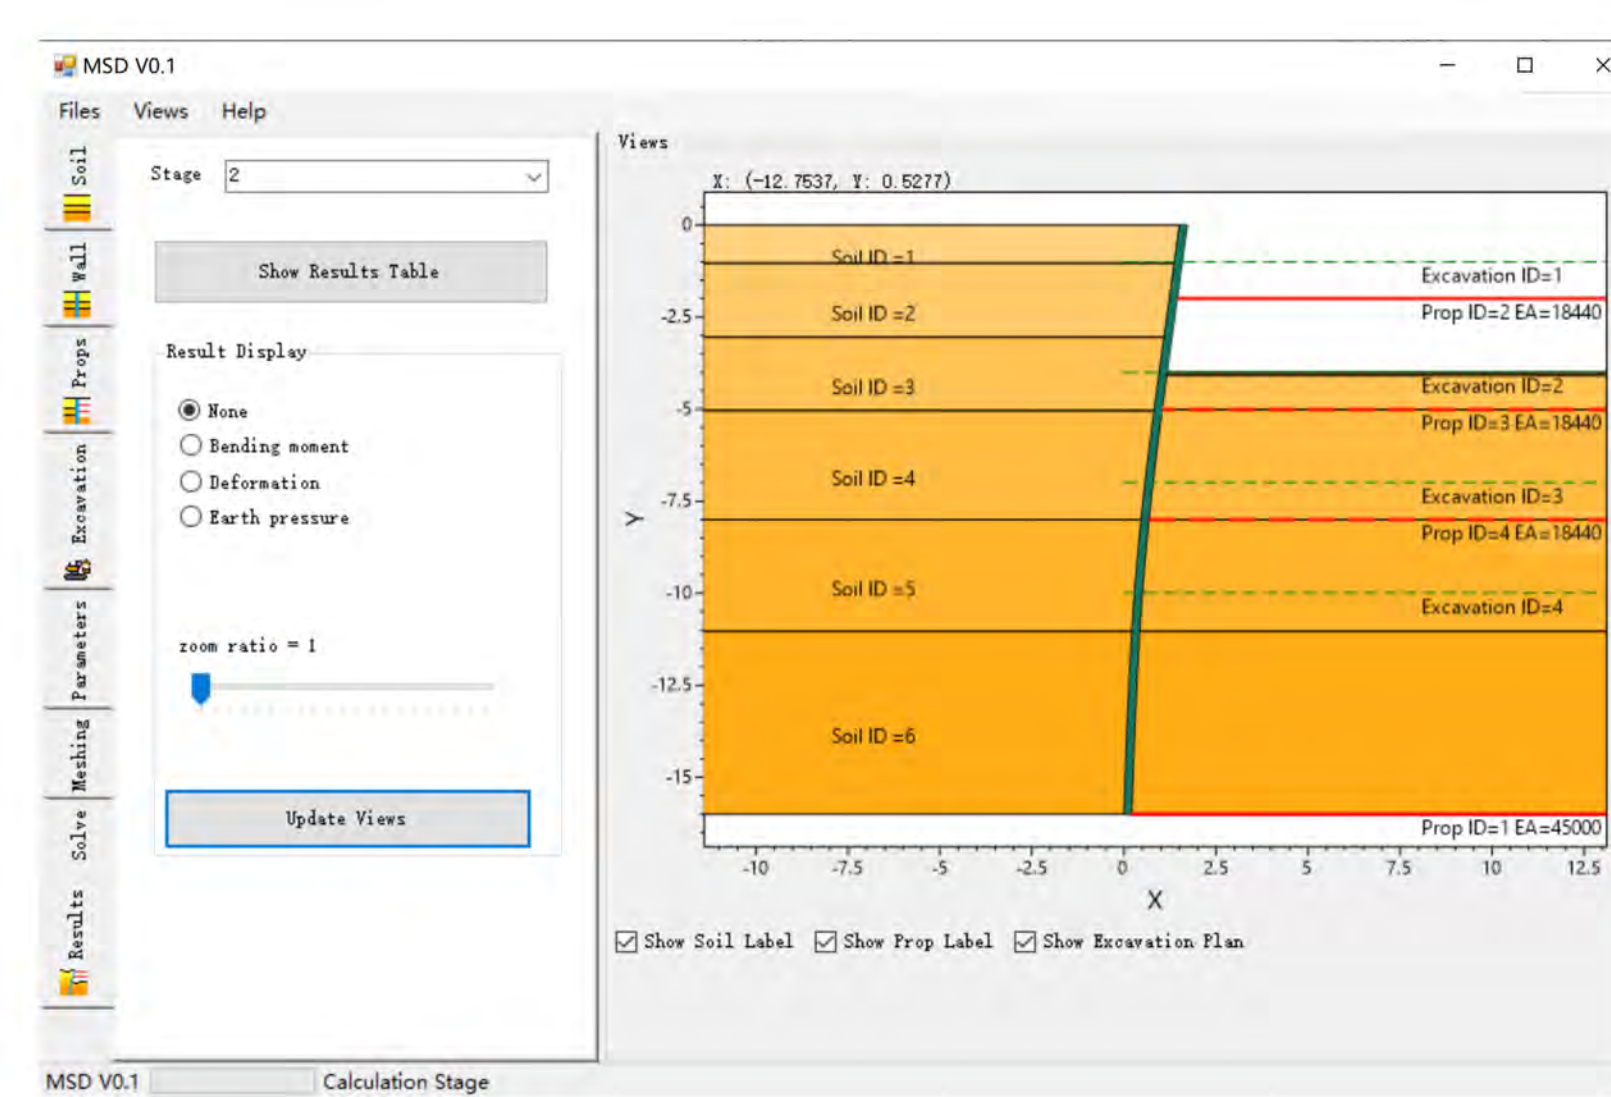 MSD V0.1
Files Views Help
Soil
Wall
Props
Excavation
Parameters
Meshing
Solve
Results
Stage 2
Show Results Table
Result Display
None
Bending moment
Deformation
Earth pressure
zoom ratio = 1
Update Views
Views
X: (-12.7537, Y: 0.5277)
0
-2.5
-5
-7.5
-10
-12.5
-15
Y
Soil ID =1
Soil ID =2
Soil ID =3
Soil ID =4
Soil ID =5
Soil ID =6
Excavation ID=1
Prop ID=2 EA=18440
Excavation ID=2
Prop ID=3 EA=18440
Excavation ID=3
Prop ID=4 EA=18440
Excavation ID=4
Prop ID=1 EA=45000
-10 -7.5 -5 -2.5 0 2.5 5 7.5 10 12.5
X
Show Soil Label Show Prop Label Show Excavation Plan
MSD V0.1 Calculation Stage